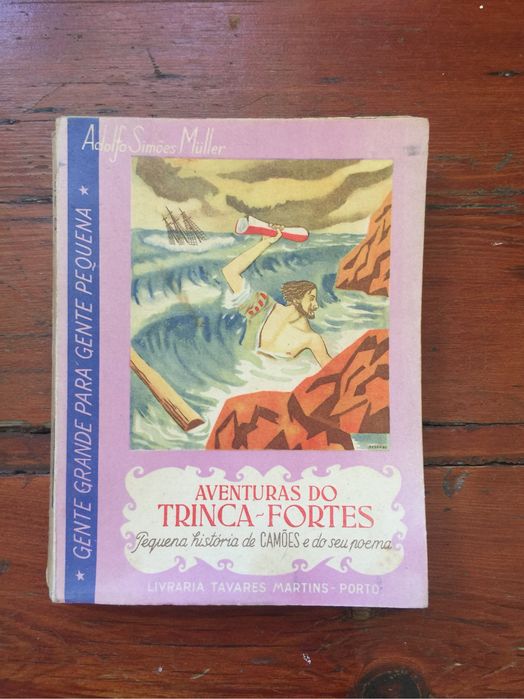 Adolfo Simões Müller
★ GENTE GRANDE PARA GENTE PEQUENA ★
AVENTURAS DO
TRINCA-FORTES
Pequena história de CAMÕES e do seu poema
LIVRARIA TAVARES MARTINS - PORTO